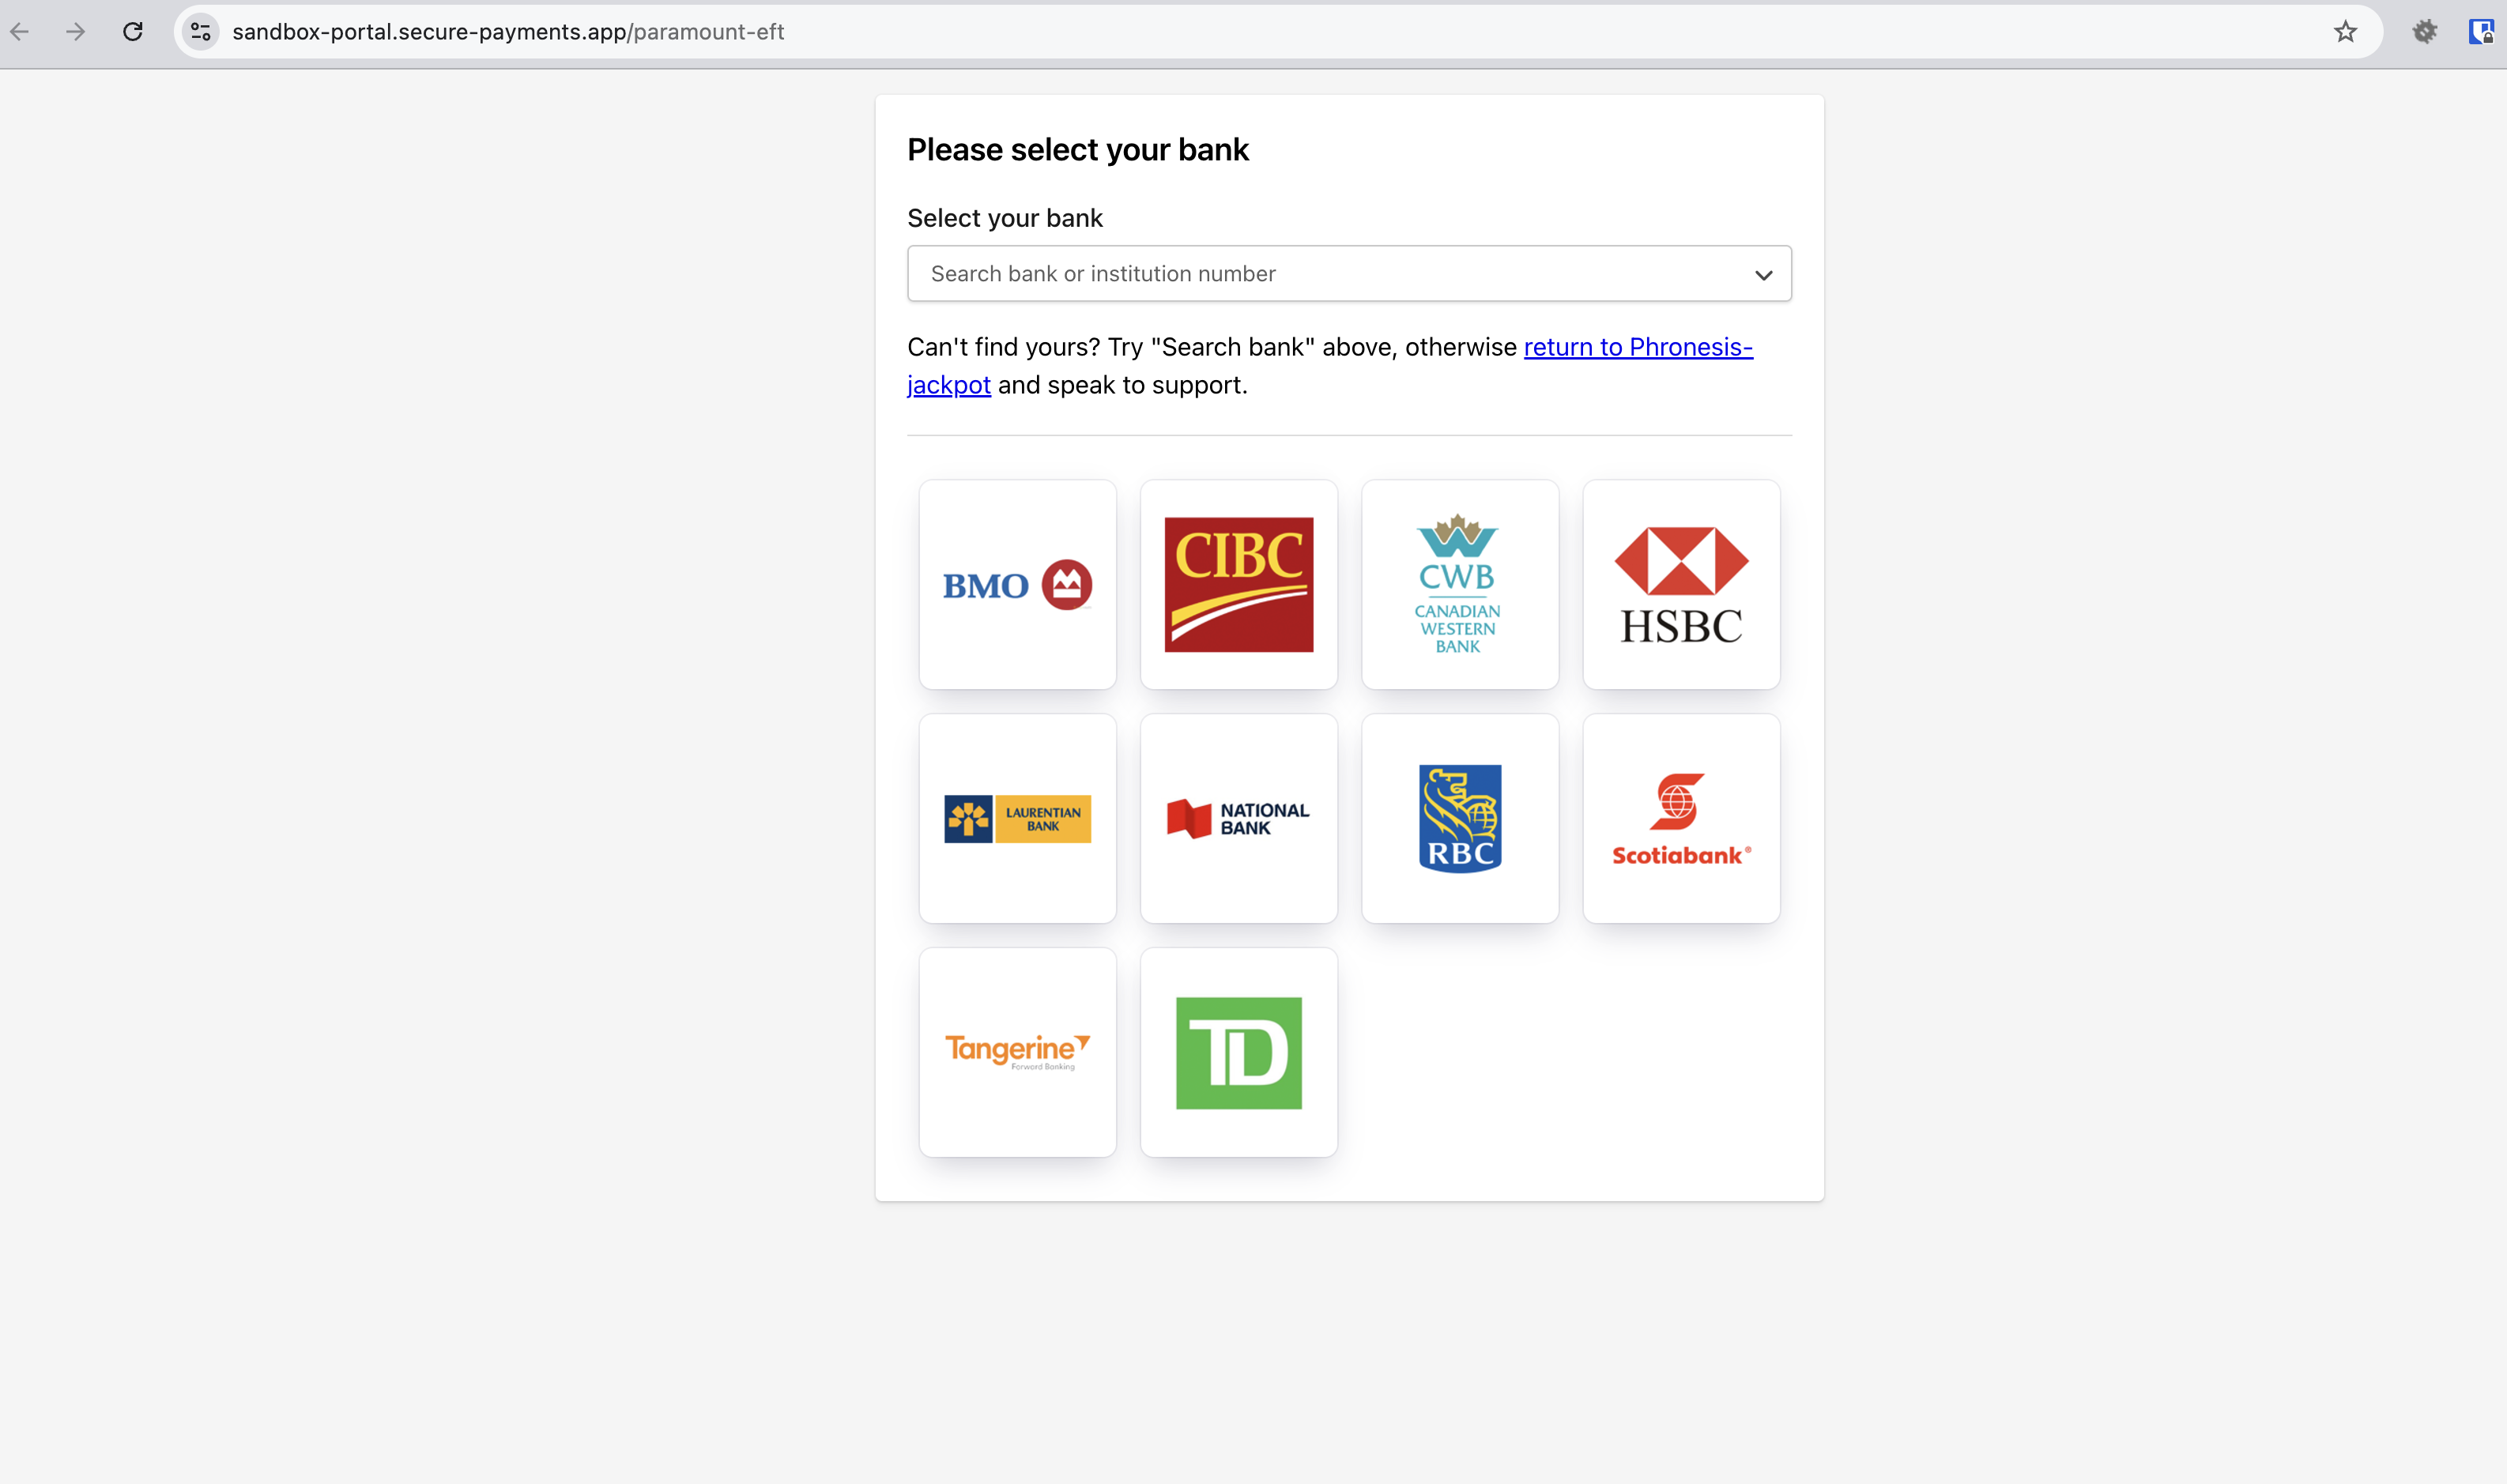 sandbox-portal.secure-payments.app/paramount-eft
Please select your bank
Select your bank
Search bank or institution number
Can't find yours? Try "Search bank" above, otherwise return to Phronesis-
jackpot and speak to support.
BMO
CIBC
CWB
CANADIAN
WESTERN
BANK
HSBC
LAURENTIAN
BANK
NATIONAL
BANK
RBC
Scotiabank®
Tangerine
Forward Banking
TD